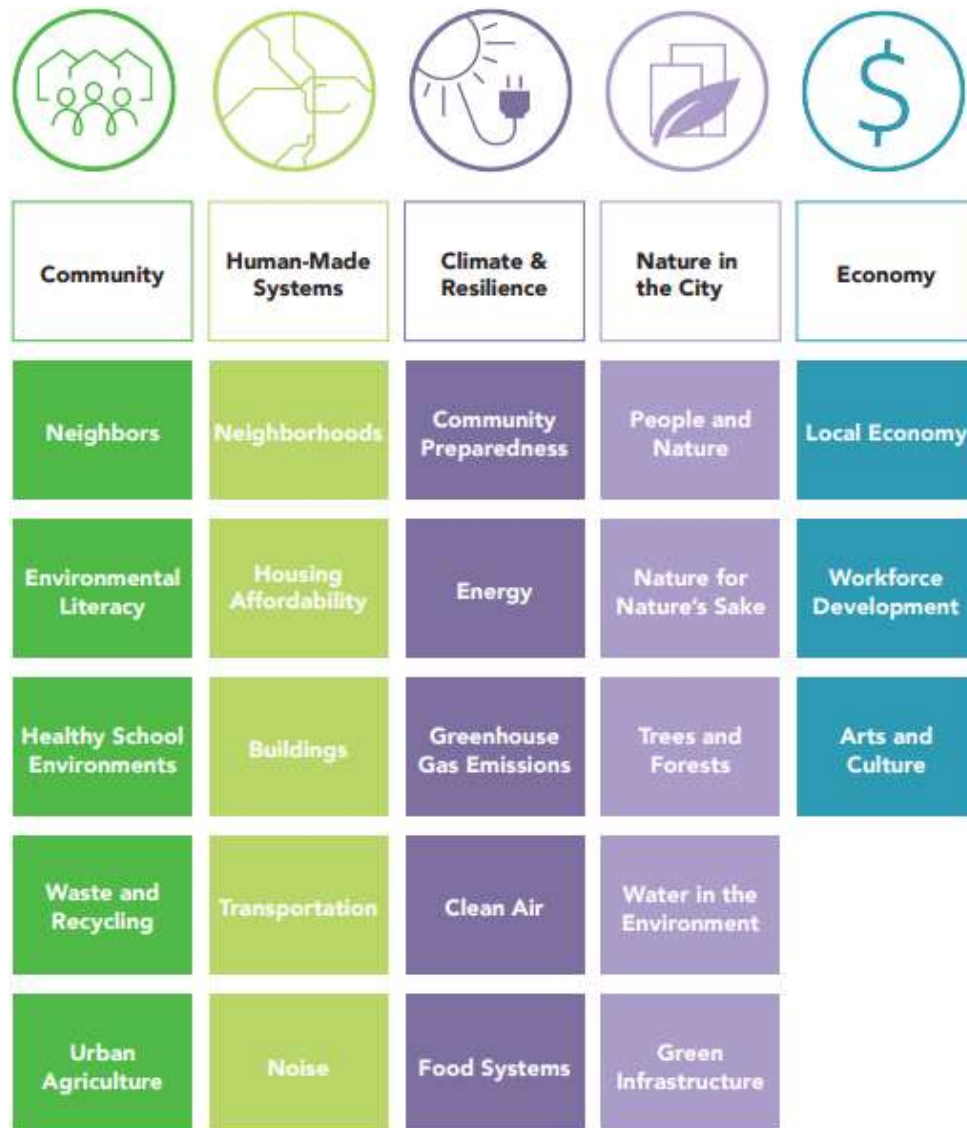 $
Community
Human-Made
Systems
Climate &
Resilience
Nature in
the City
Economy
Neighbors
Neighborhoods
Community
Preparedness
People and
Nature
Local Economy
Environmental
Literacy
Housing
Affordability
Energy
Nature for
Nature's Sake
Workforce
Development
Healthy School
Environments
Buildings
Greenhouse
Gas Emissions
Trees and
Forests
Arts and
Culture
Waste and
Recycling
Transportation
Clean Air
Water in the
Environment
Urban
Agriculture
Noise
Food Systems
Green
Infrastructure